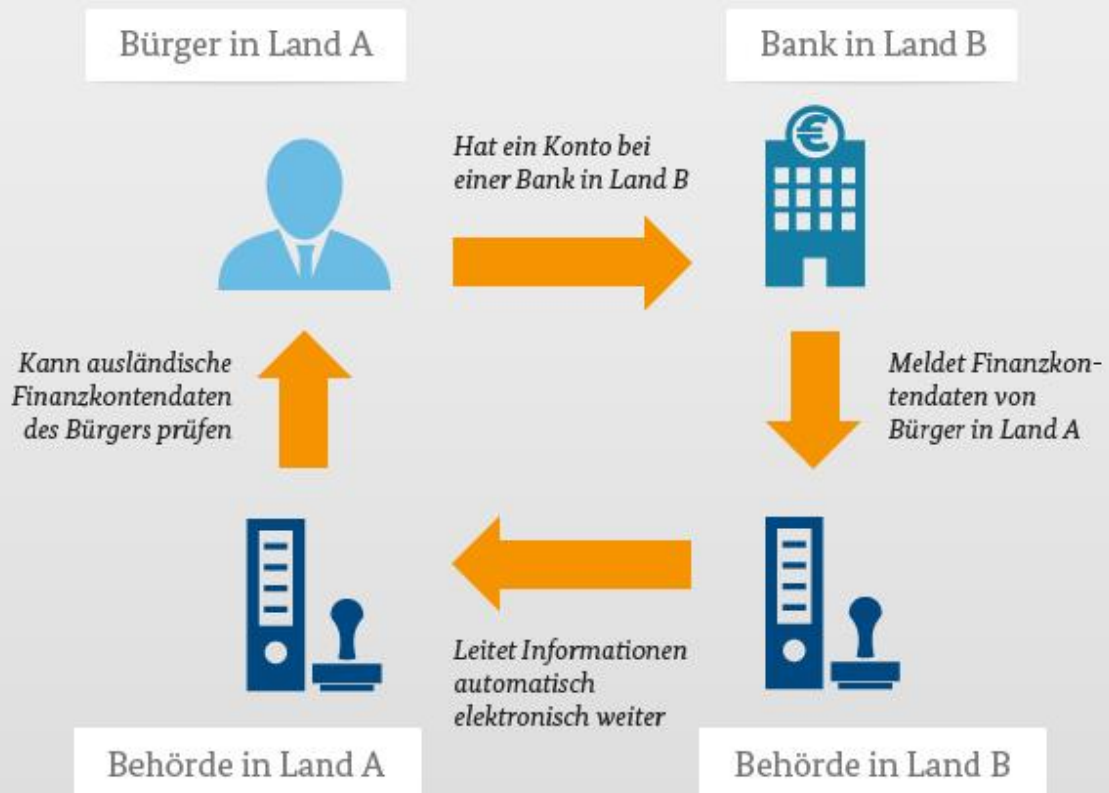 Bürger in Land A
Bank in Land B
Hat ein Konto bei
einer Bank in Land B
€
Kann ausländische
Finanzkontendaten
des Bürgers prüfen
Meldet Finanzkon-
tendaten von
Bürger in Land A
Leitet Informationen
automatisch
elektronisch weiter
Behörde in Land A
Behörde in Land B